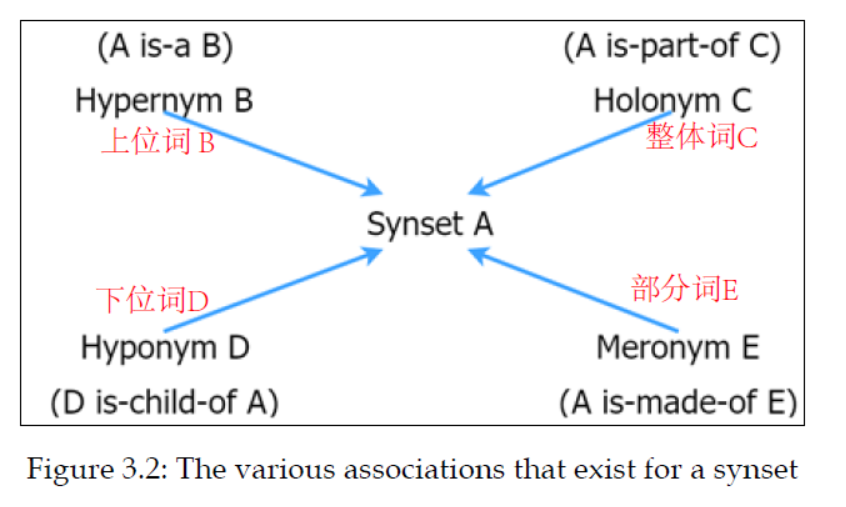 (A is-a B)
(A is-part-of C)
Hypernym B
Holonym C
上位词 B
整体词C
Synset A
下位词D
部分词E
Hyponym D
Meronym E
(D is-child-of A)
(A is-made-of E)
Figure 3.2: The various associations that exist for a synset